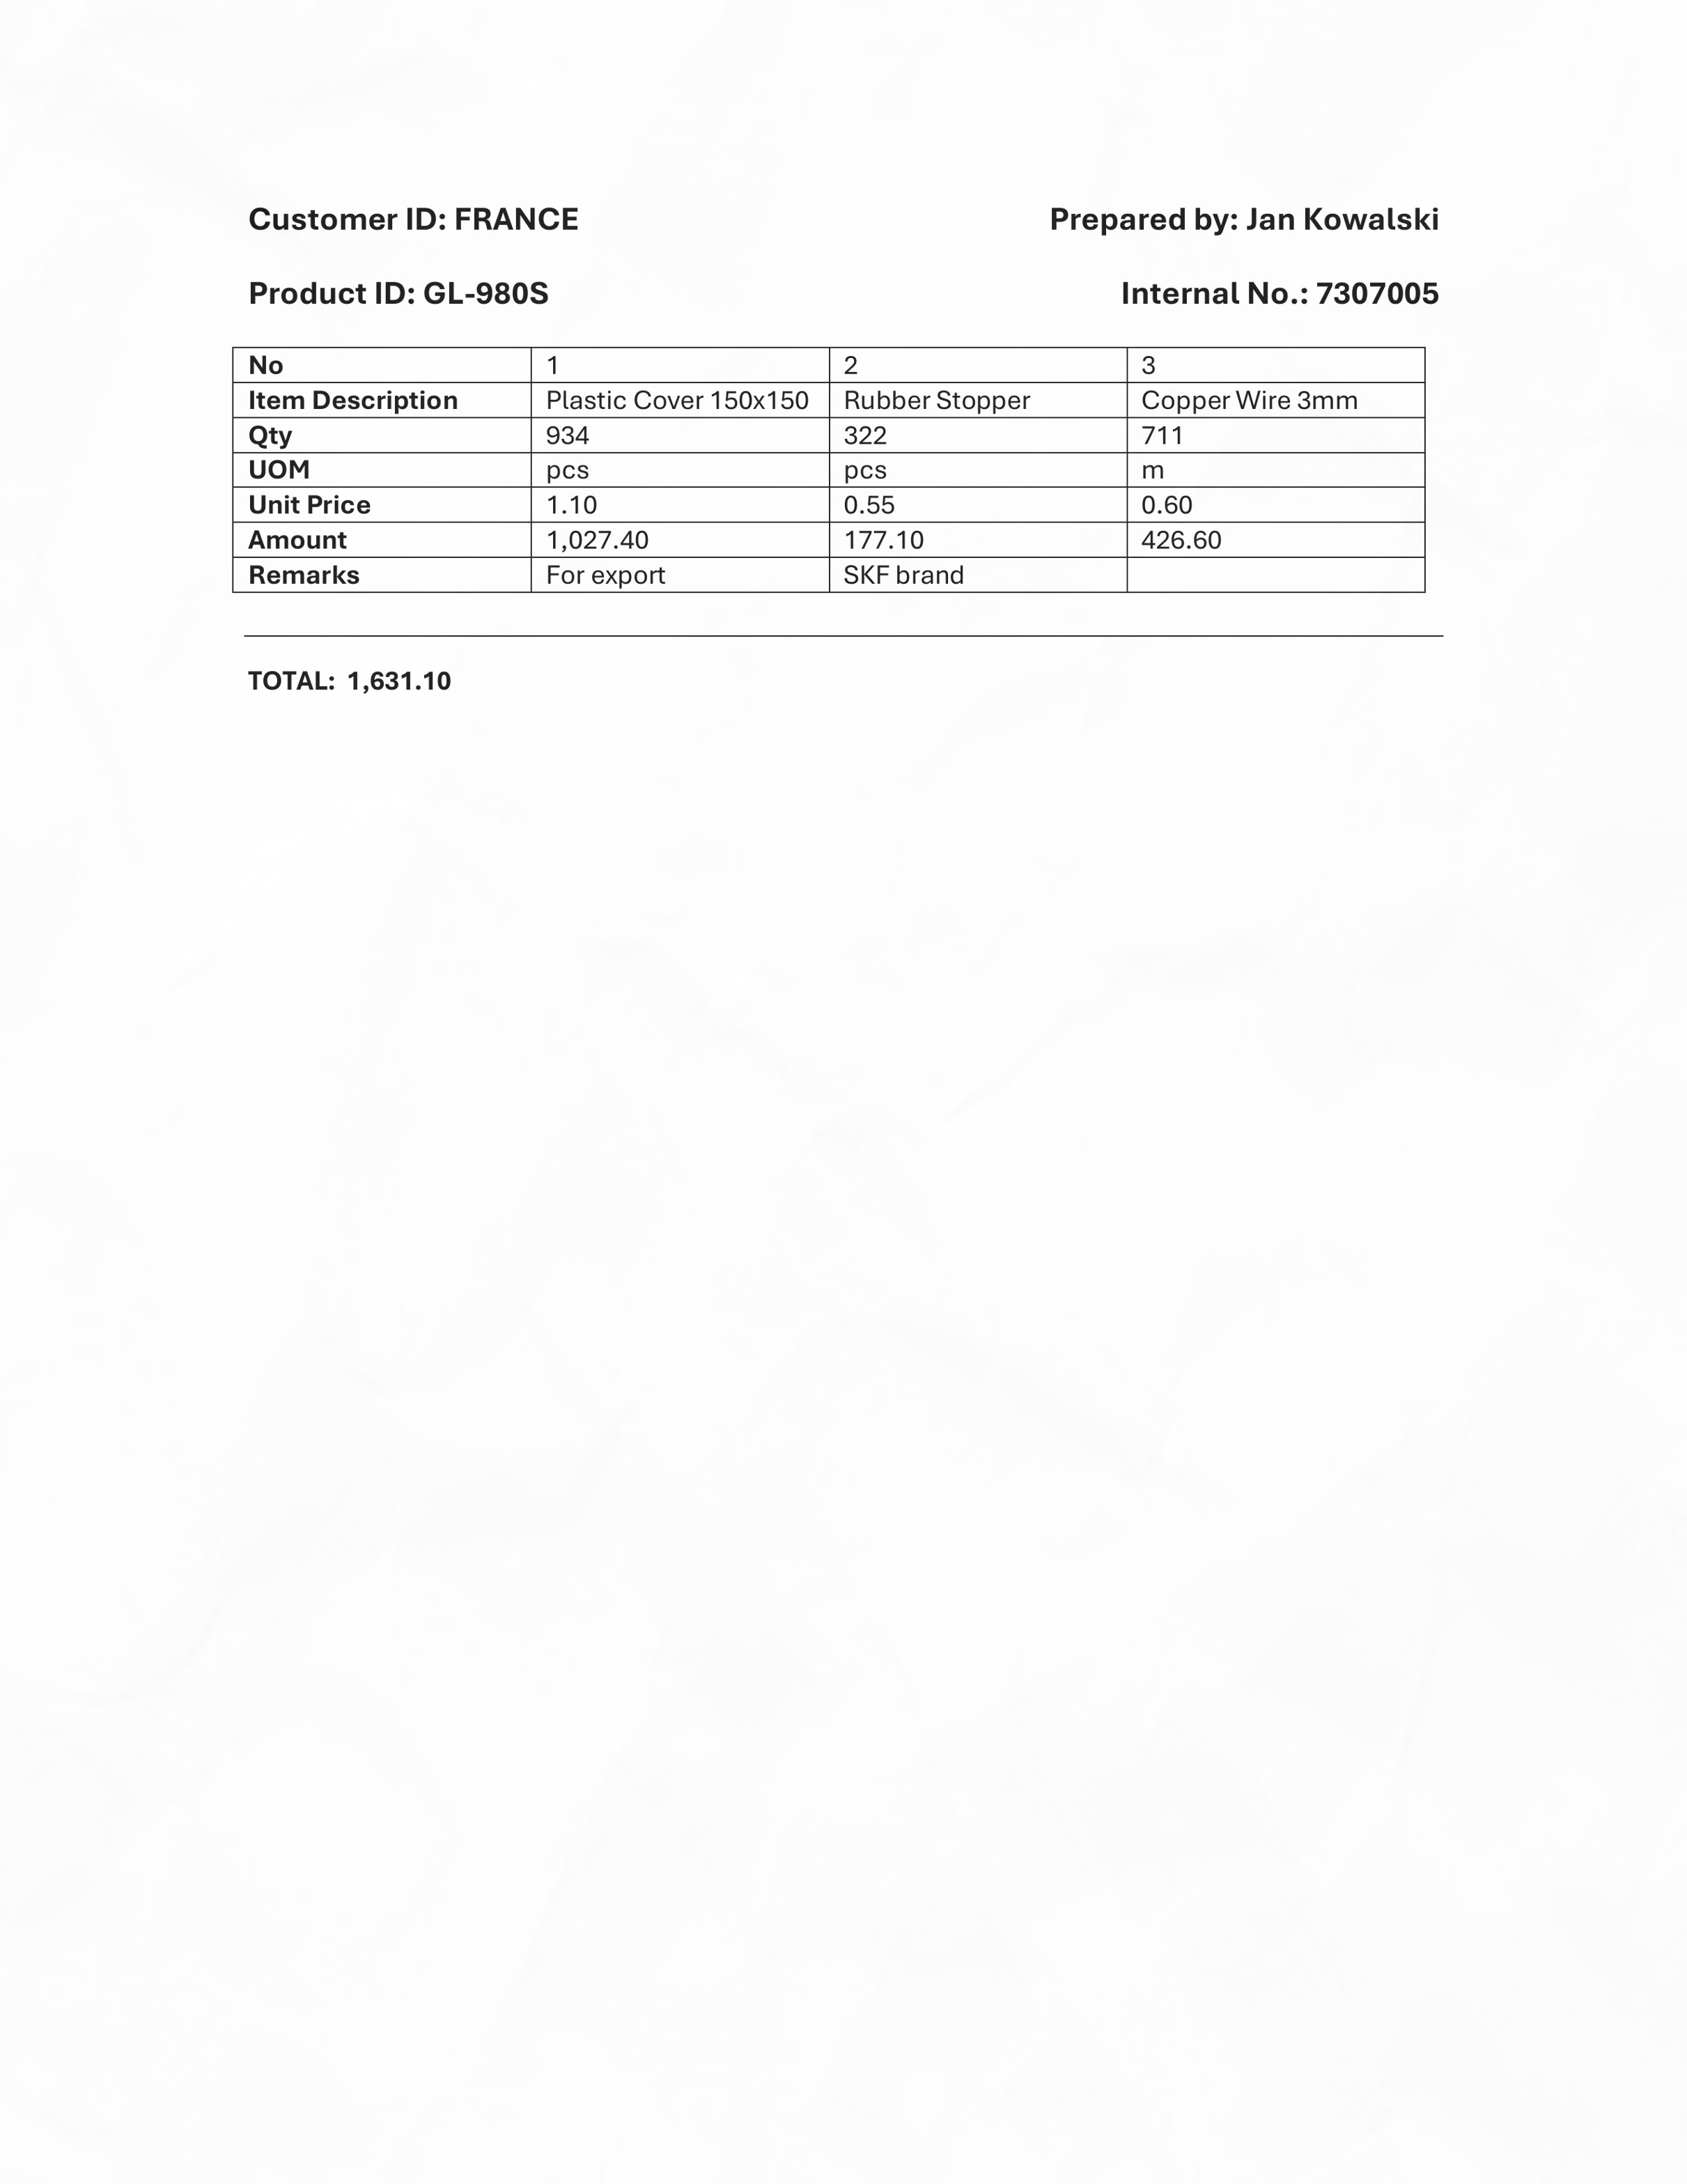 Customer ID: FRANCE Prepared by: Jan Kowalski
Product ID: GL-980S Internal No.: 7307005
No 1 2 3
Item Description Plastic Cover 150x150 Rubber Stopper Copper Wire 3mm
Qty 934 322 711
UOM pcs pcs m
Unit Price 1.10 0.55 0.60
Amount 1,027.40 177.10 426.60
Remarks For export SKF brand
TOTAL: 1,631.10